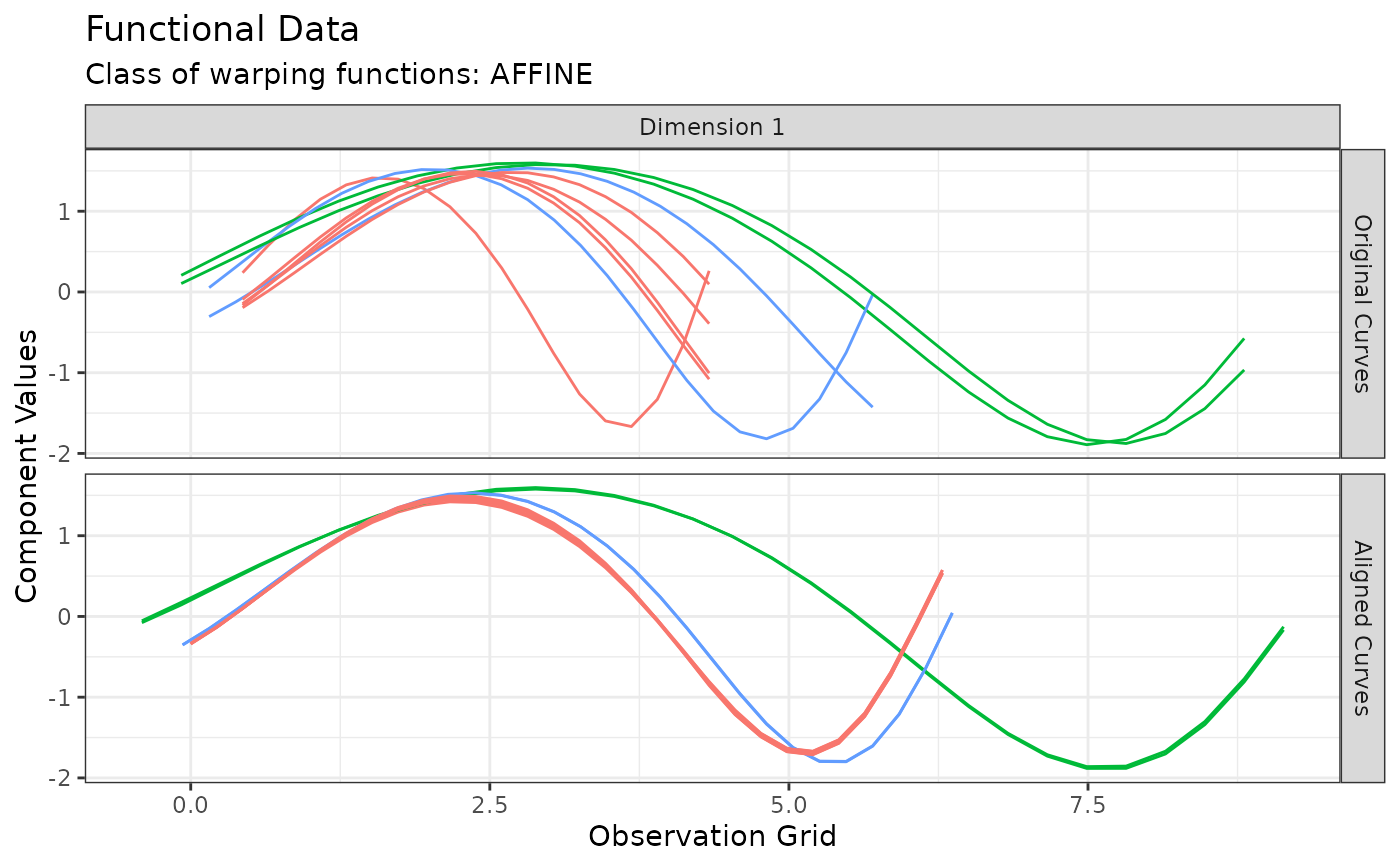 Functional Data
Class of warping functions: AFFINE
Dimension 1
Component Values
1
0
-1
-2
Original Curves
1
0
-1
-2
Aligned Curves
0.0 2.5 5.0 7.5
Observation Grid